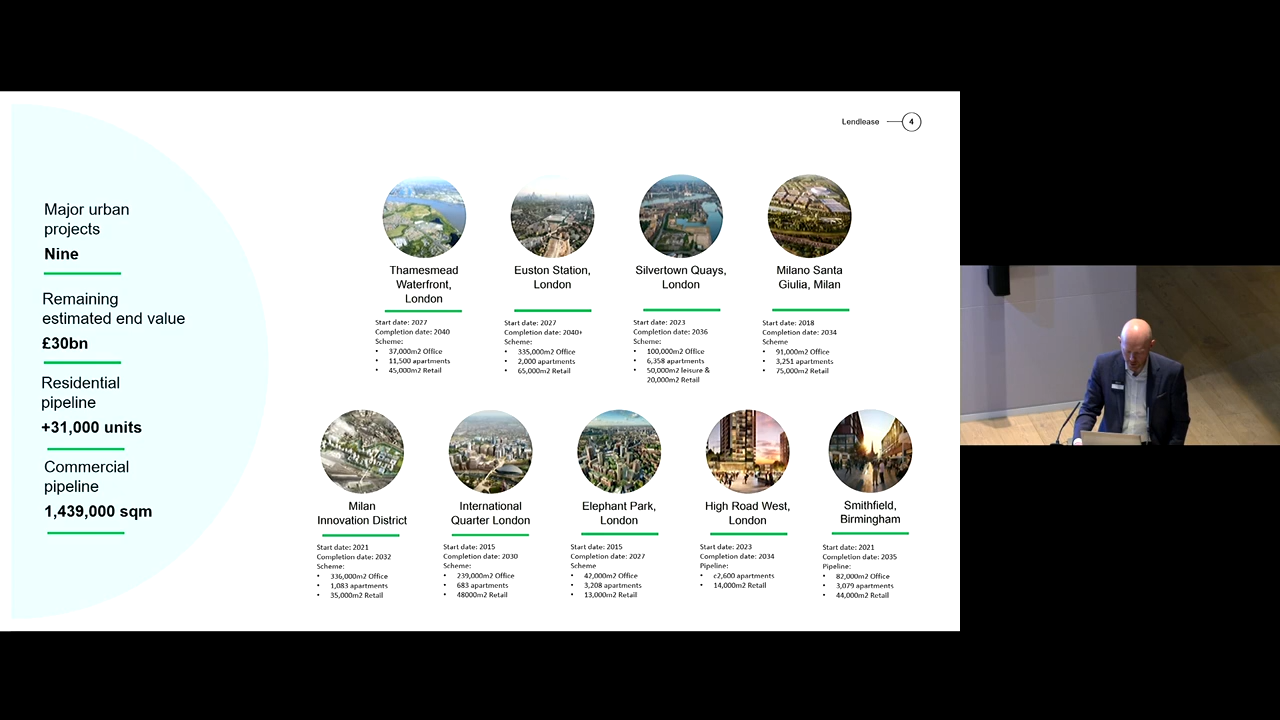 Lendlease
4
Major urban
projects
Nine
Remaining
estimated end value
£30bn
Residential
pipeline
+31,000 units
Commercial
pipeline
1,439,000 sqm
Thamesmead
Waterfront,
London
Start date: 2027
Completion date: 2040
Scheme:
• 37,000m2 Office
• 11,500 apartments
• 45,000m2 Retail
Euston Station,
London
Start date: 2027
Completion date: 2040+
Scheme:
• 335,000m2 Office
• 2,000 apartments
• 65,000m2 Retail
Silvertown Quays,
London
Start date: 2023
Completion date: 2036
Scheme:
• 100,000m2 Office
• 6,358 apartments
• 50,000m2 leisure &
20,000m2 Retail
Milano Santa
Giulia, Milan
Start date: 2018
Completion date: 2034
Scheme
• 91,000m2 Office
• 3,251 apartments
• 75,000m2 Retail
Milan
Innovation District
Start date: 2021
Completion date: 2032
Scheme:
• 336,000m2 Office
• 1,083 apartments
• 35,000m2 Retail
International
Quarter London
Start date: 2015
Completion date: 2030
Scheme:
• 239,000m2 Office
• 683 apartments
• 48000m2 Retail
Elephant Park,
London
Start date: 2015
Completion date: 2027
Scheme
• 42,000m2 Office
• 3,208 apartments
• 13,000m2 Retail
High Road West,
London
Start date: 2023
Completion date: 2034
Pipeline:
• c2,600 apartments
• 14,000m2 Retail
Smithfield,
Birmingham
Start date: 2021
Completion date: 2035
Pipeline:
• 82,000m2 Office
• 3,079 apartments
• 44,000m2 Retail